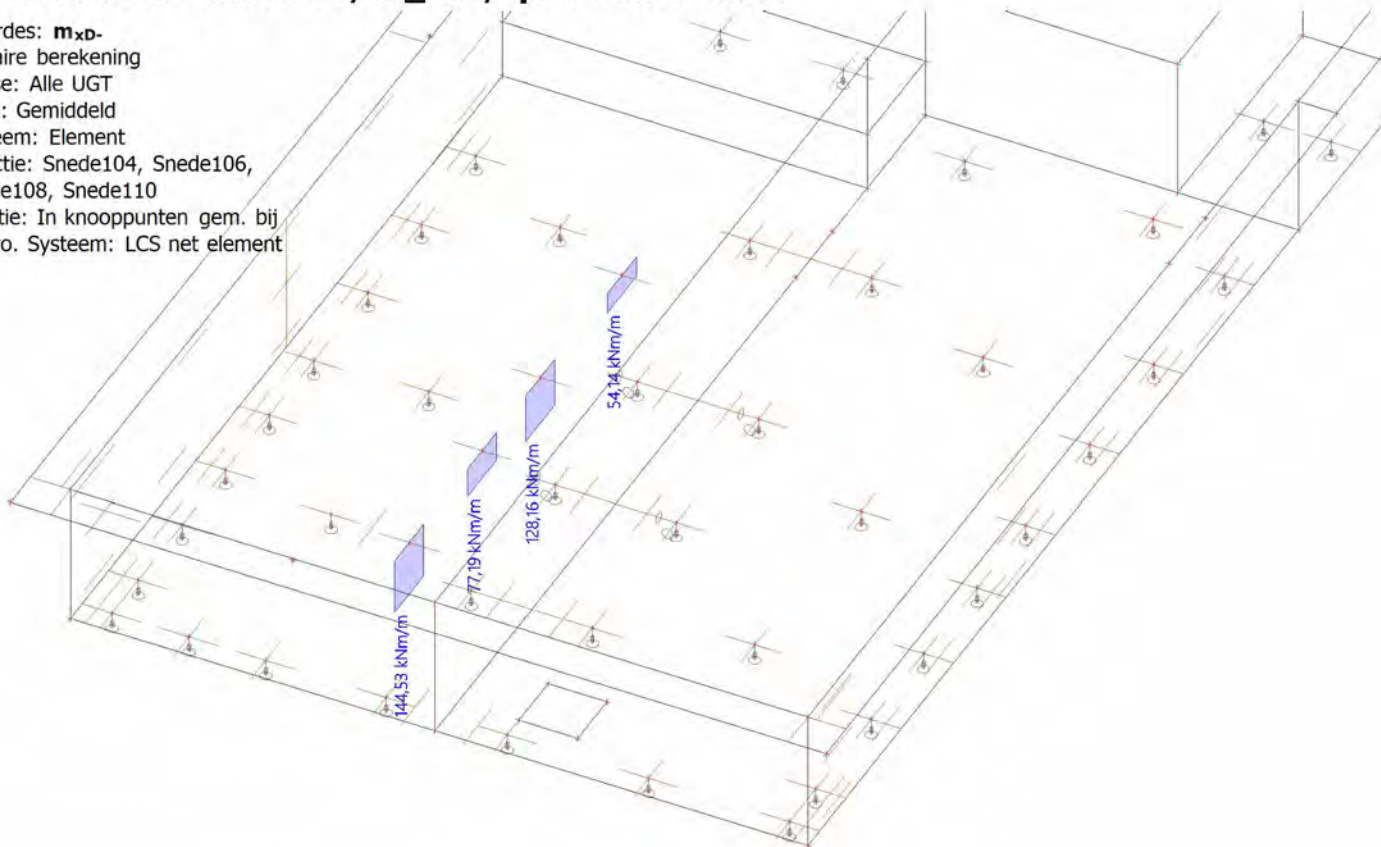 rdes: mxD-
aire berekening
e: Alle UGT
: Gemiddeld
eem: Element
ctie: Snede104, Snede106,
e108, Snede110
tie: In knooppunten gem. bij
o. Systeem: LCS net element
54,14 kNm/m
128,16 kNm/m
77,19 kNm/m
144,53 kNm/m